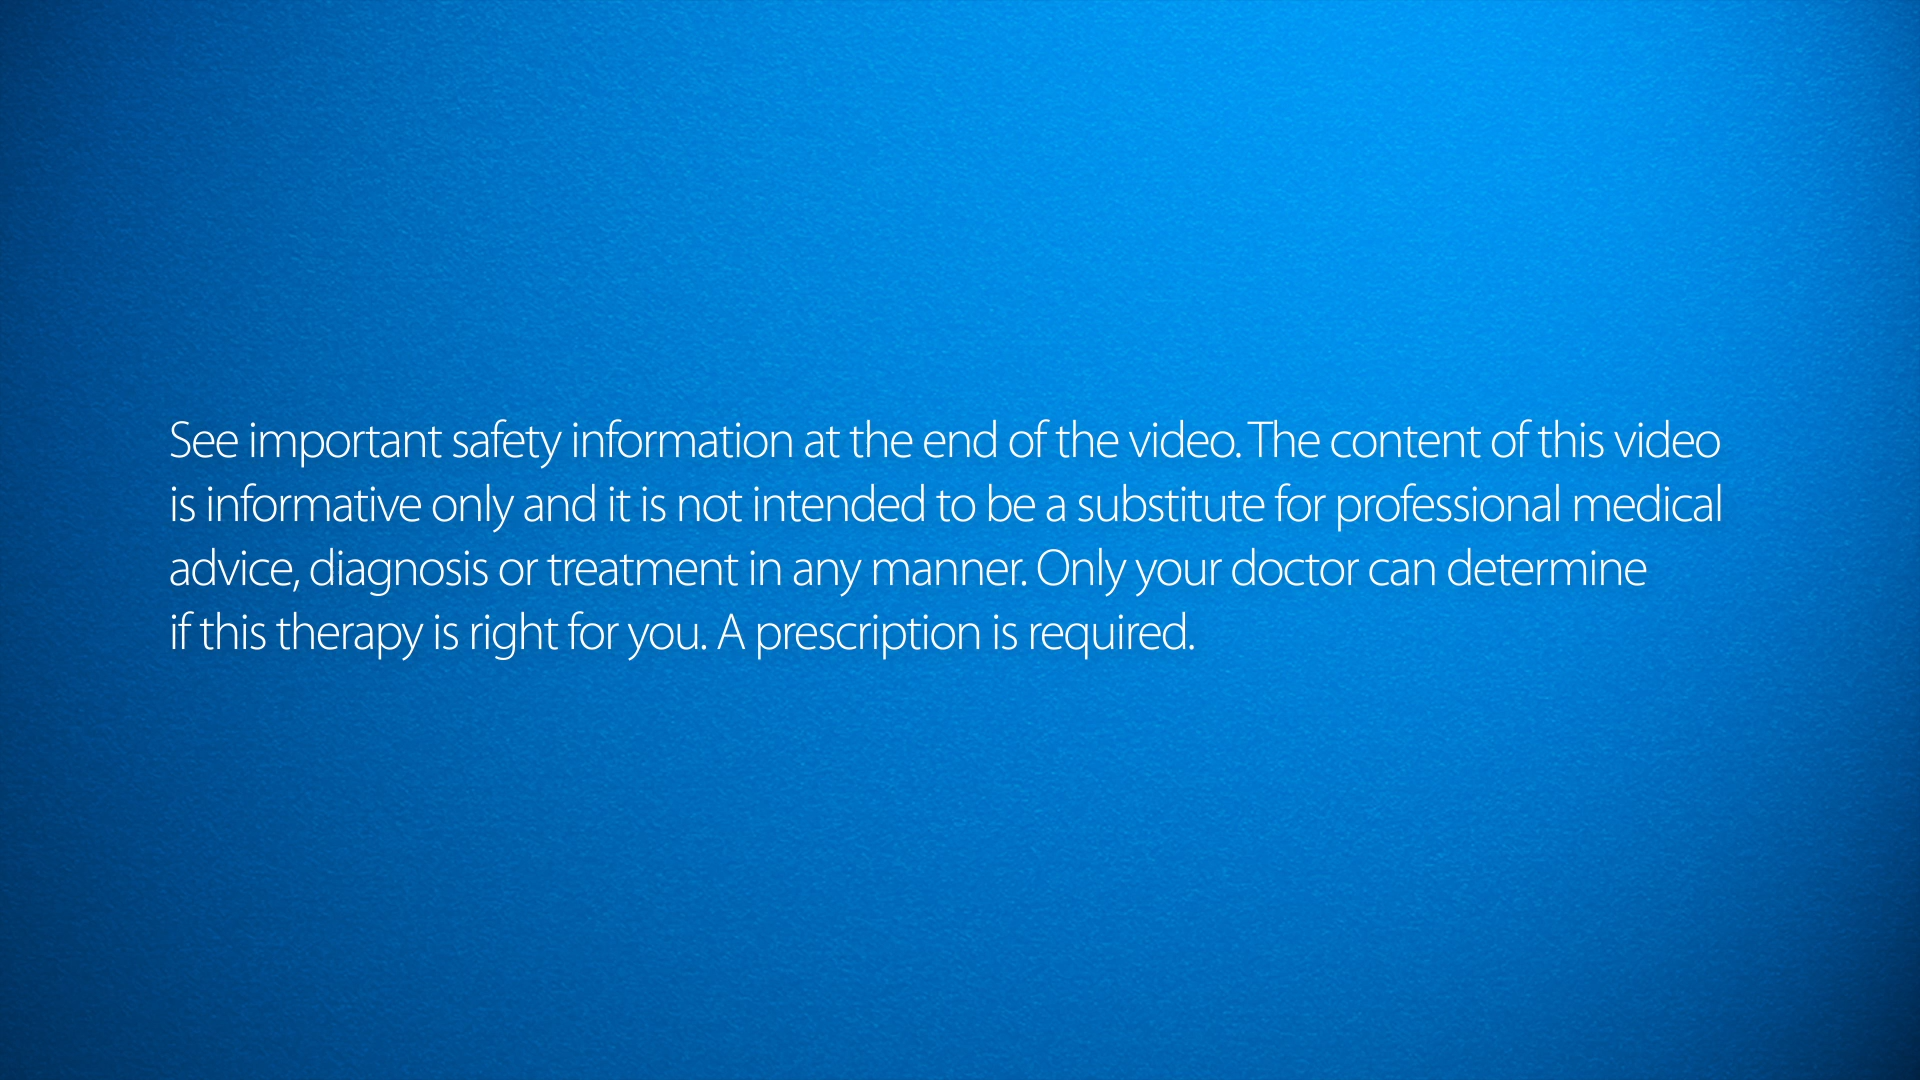 See important safety information at the end of the video. The content of this video
is informative only and it is not intended to be a substitute for professional medical
advice, diagnosis or treatment in any manner. Only your doctor can determine
if this therapy is right for you. A prescription is required.